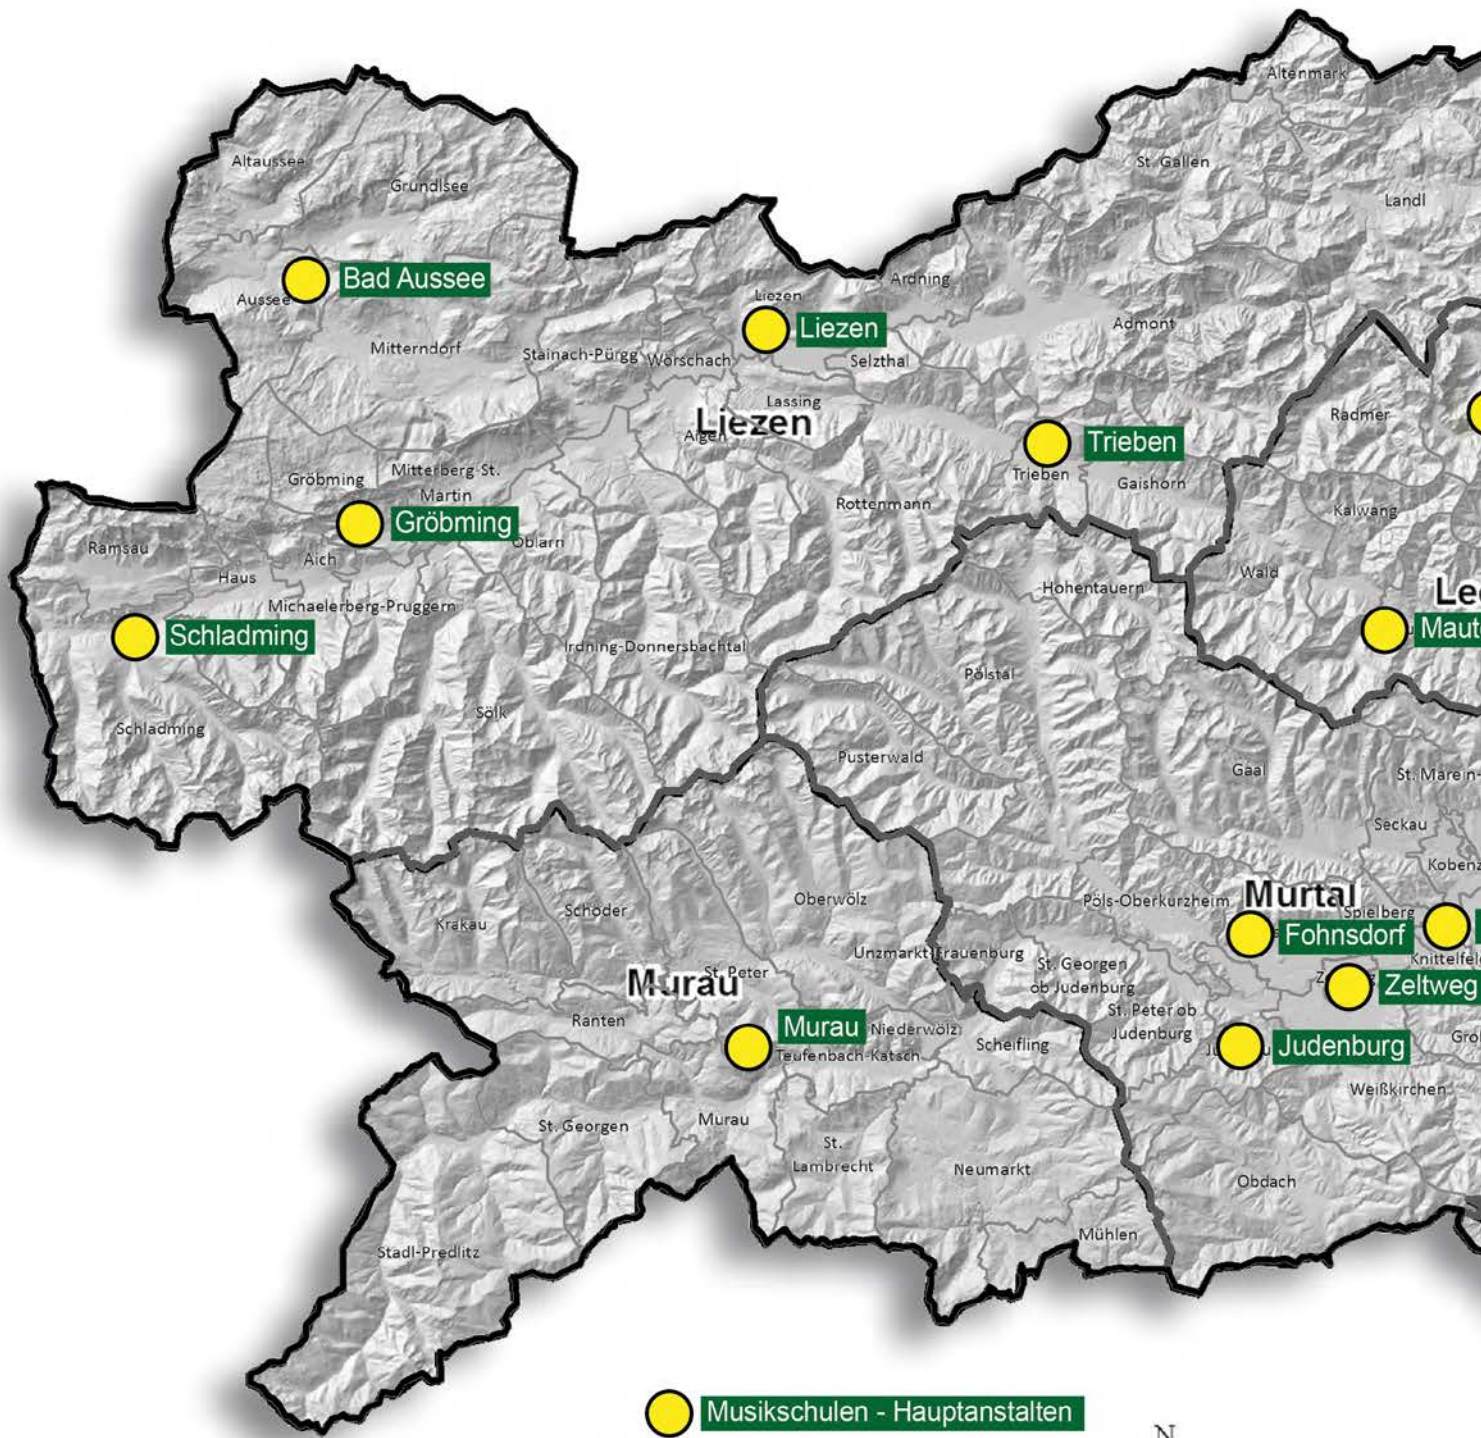 Altenmark
St. Gallen
Altaussee
Grundlsee
Landl
Bad Aussee
Aussee
Ardning
Liezen
Liezen
Admont
Mitterndorf
Stainach-Pürgg
Wörschach
Selzthal
Lassing
Liezen
Aigen
Radmer
Trieben
Trieben
Gaishorn
Gröbming
Mitterberg-St.
Martin
Rottenmann
Kalwang
Gröbming
Öblarn
Ramsau
Aich
Haus
Wald
Hohentauern
Michaelerberg-Pruggern
Schladming
Irdning-Donnersbachtal
Pölstal
Schladming
Sölk
Pusterwald
Gaal
Seckau
Krakau
Schöder
Oberwölz
Pöls-Oberkurzheim
Murtal
Spielberg
Fohnsdorf
Unzmarkt-Frauenburg
St. Georgen
ob Judenburg
St. Peter
Murau
Zeltweg
Ranten
Murau
Niederwölz
Teufenbach-Katsch
Scheifling
St. Peter ob
Judenburg
Judenburg
Weißkirchen
St. Georgen
Murau
St.
Lambrecht
Neumarkt
Obdach
Mühlen
Stadl-Predlitz
Musikschulen - Hauptanstalten
N